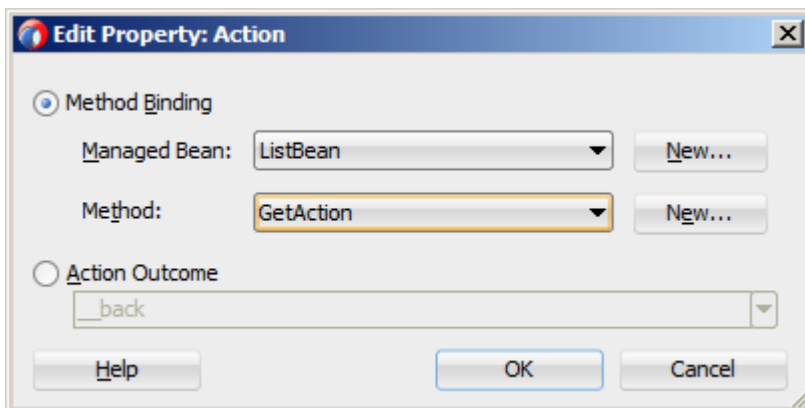 Edit Property: Action
Method Binding
Managed Bean: ListBean New...
Method: GetAction New...
Action Outcome
__back
Help OK Cancel